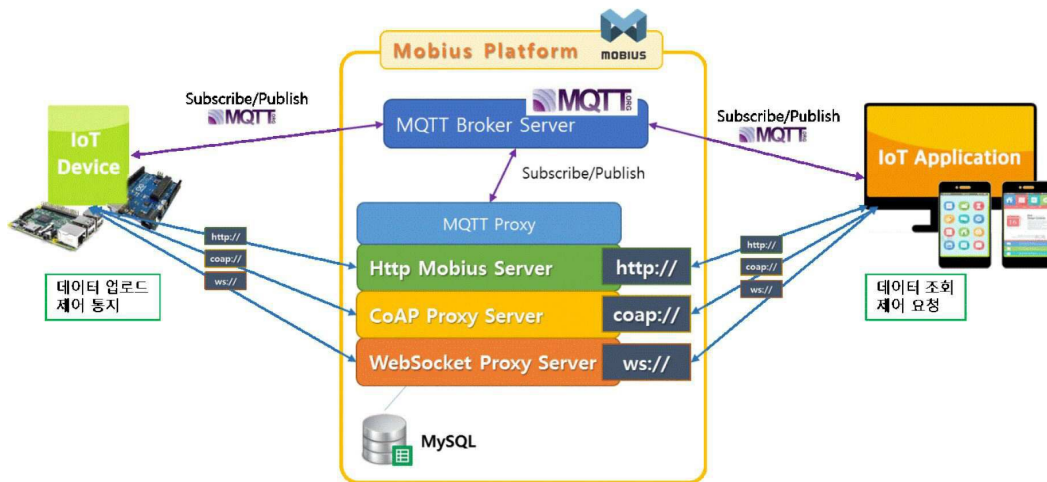 Mobius Platform
MOBIUS
Subscribe/Publish
MQTT.ORG
IoT
Device
MQTT.ORG
MQTT Broker Server
Subscribe/Publish
MQTT.ORG
IoT Application
Subscribe/Publish
MQTT Proxy
http://
coap://
ws://
Http Mobius Server
http://
CoAP Proxy Server
coap://
WebSocket Proxy Server
ws://
http://
coap://
ws://
데이터 업로드
제어 통지
데이터 조회
제어 요청
MySQL